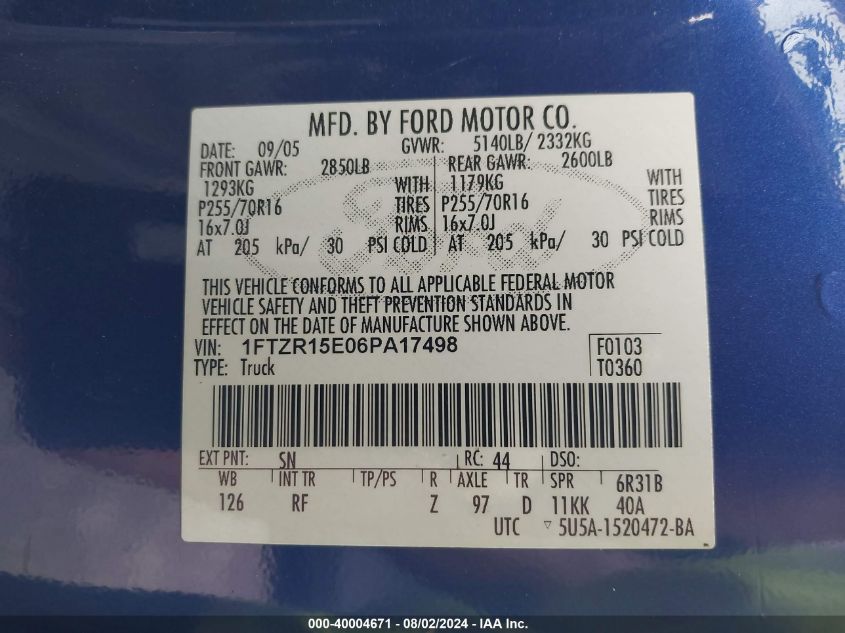 MFD. BY FORD MOTOR CO.
DATE: 09/05 GVWR: 5140LB/ 2332KG
FRONT GAWR: 2850LB REAR GAWR: 2600LB
1293KG WITH 1179KG WITH
P255/70R16 TIRES P255/70R16 TIRES
16x7.0J RIMS 16x7.0J RIMS
AT 205 kPa/ 30 PSI COLD AT 205 kPa/ 30 PSI COLD
THIS VEHICLE CONFORMS TO ALL APPLICABLE FEDERAL MOTOR
VEHICLE SAFETY AND THEFT PREVENTION STANDARDS IN
EFFECT ON THE DATE OF MANUFACTURE SHOWN ABOVE.
VIN: 1FTZR15E06PA17498 F0103
TYPE: Truck T0360
EXT PNT: SN RC: 44 DSO:
WB INT TR TP/PS R AXLE TR SPR 6R31B
126 RF Z 97 D 11KK 40A
UTC ▽ 5U5A-1520472-BA
000-40004671 - 08/02/2024 - IAA Inc.